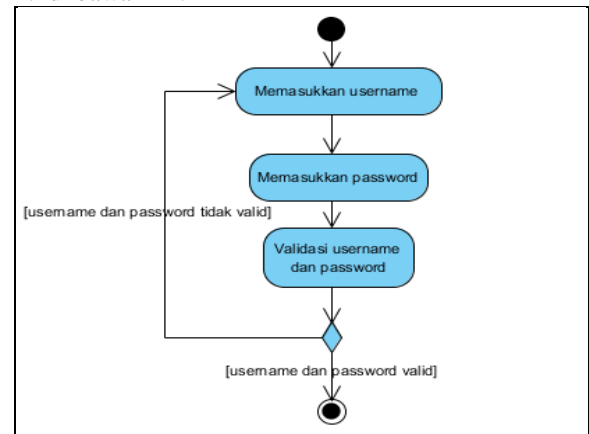 Memasukkan username
Memasukkan password
[username dan password tidak valid]
Validasi username
dan password
[username dan password valid]